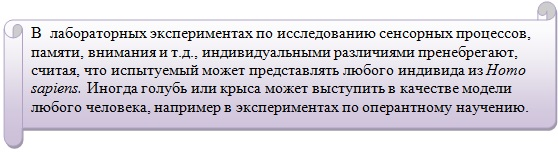 В лабораторных экспериментах по исследованию сенсорных процессов,
памяти, внимания и т.д., индивидуальными различиями пренебрегают,
считая, что испытуемый может представлять любого индивида из Homo
sapiens. Иногда голубь или крыса может выступить в качестве модели
любого человека, например в экспериментах по оперантному научению.